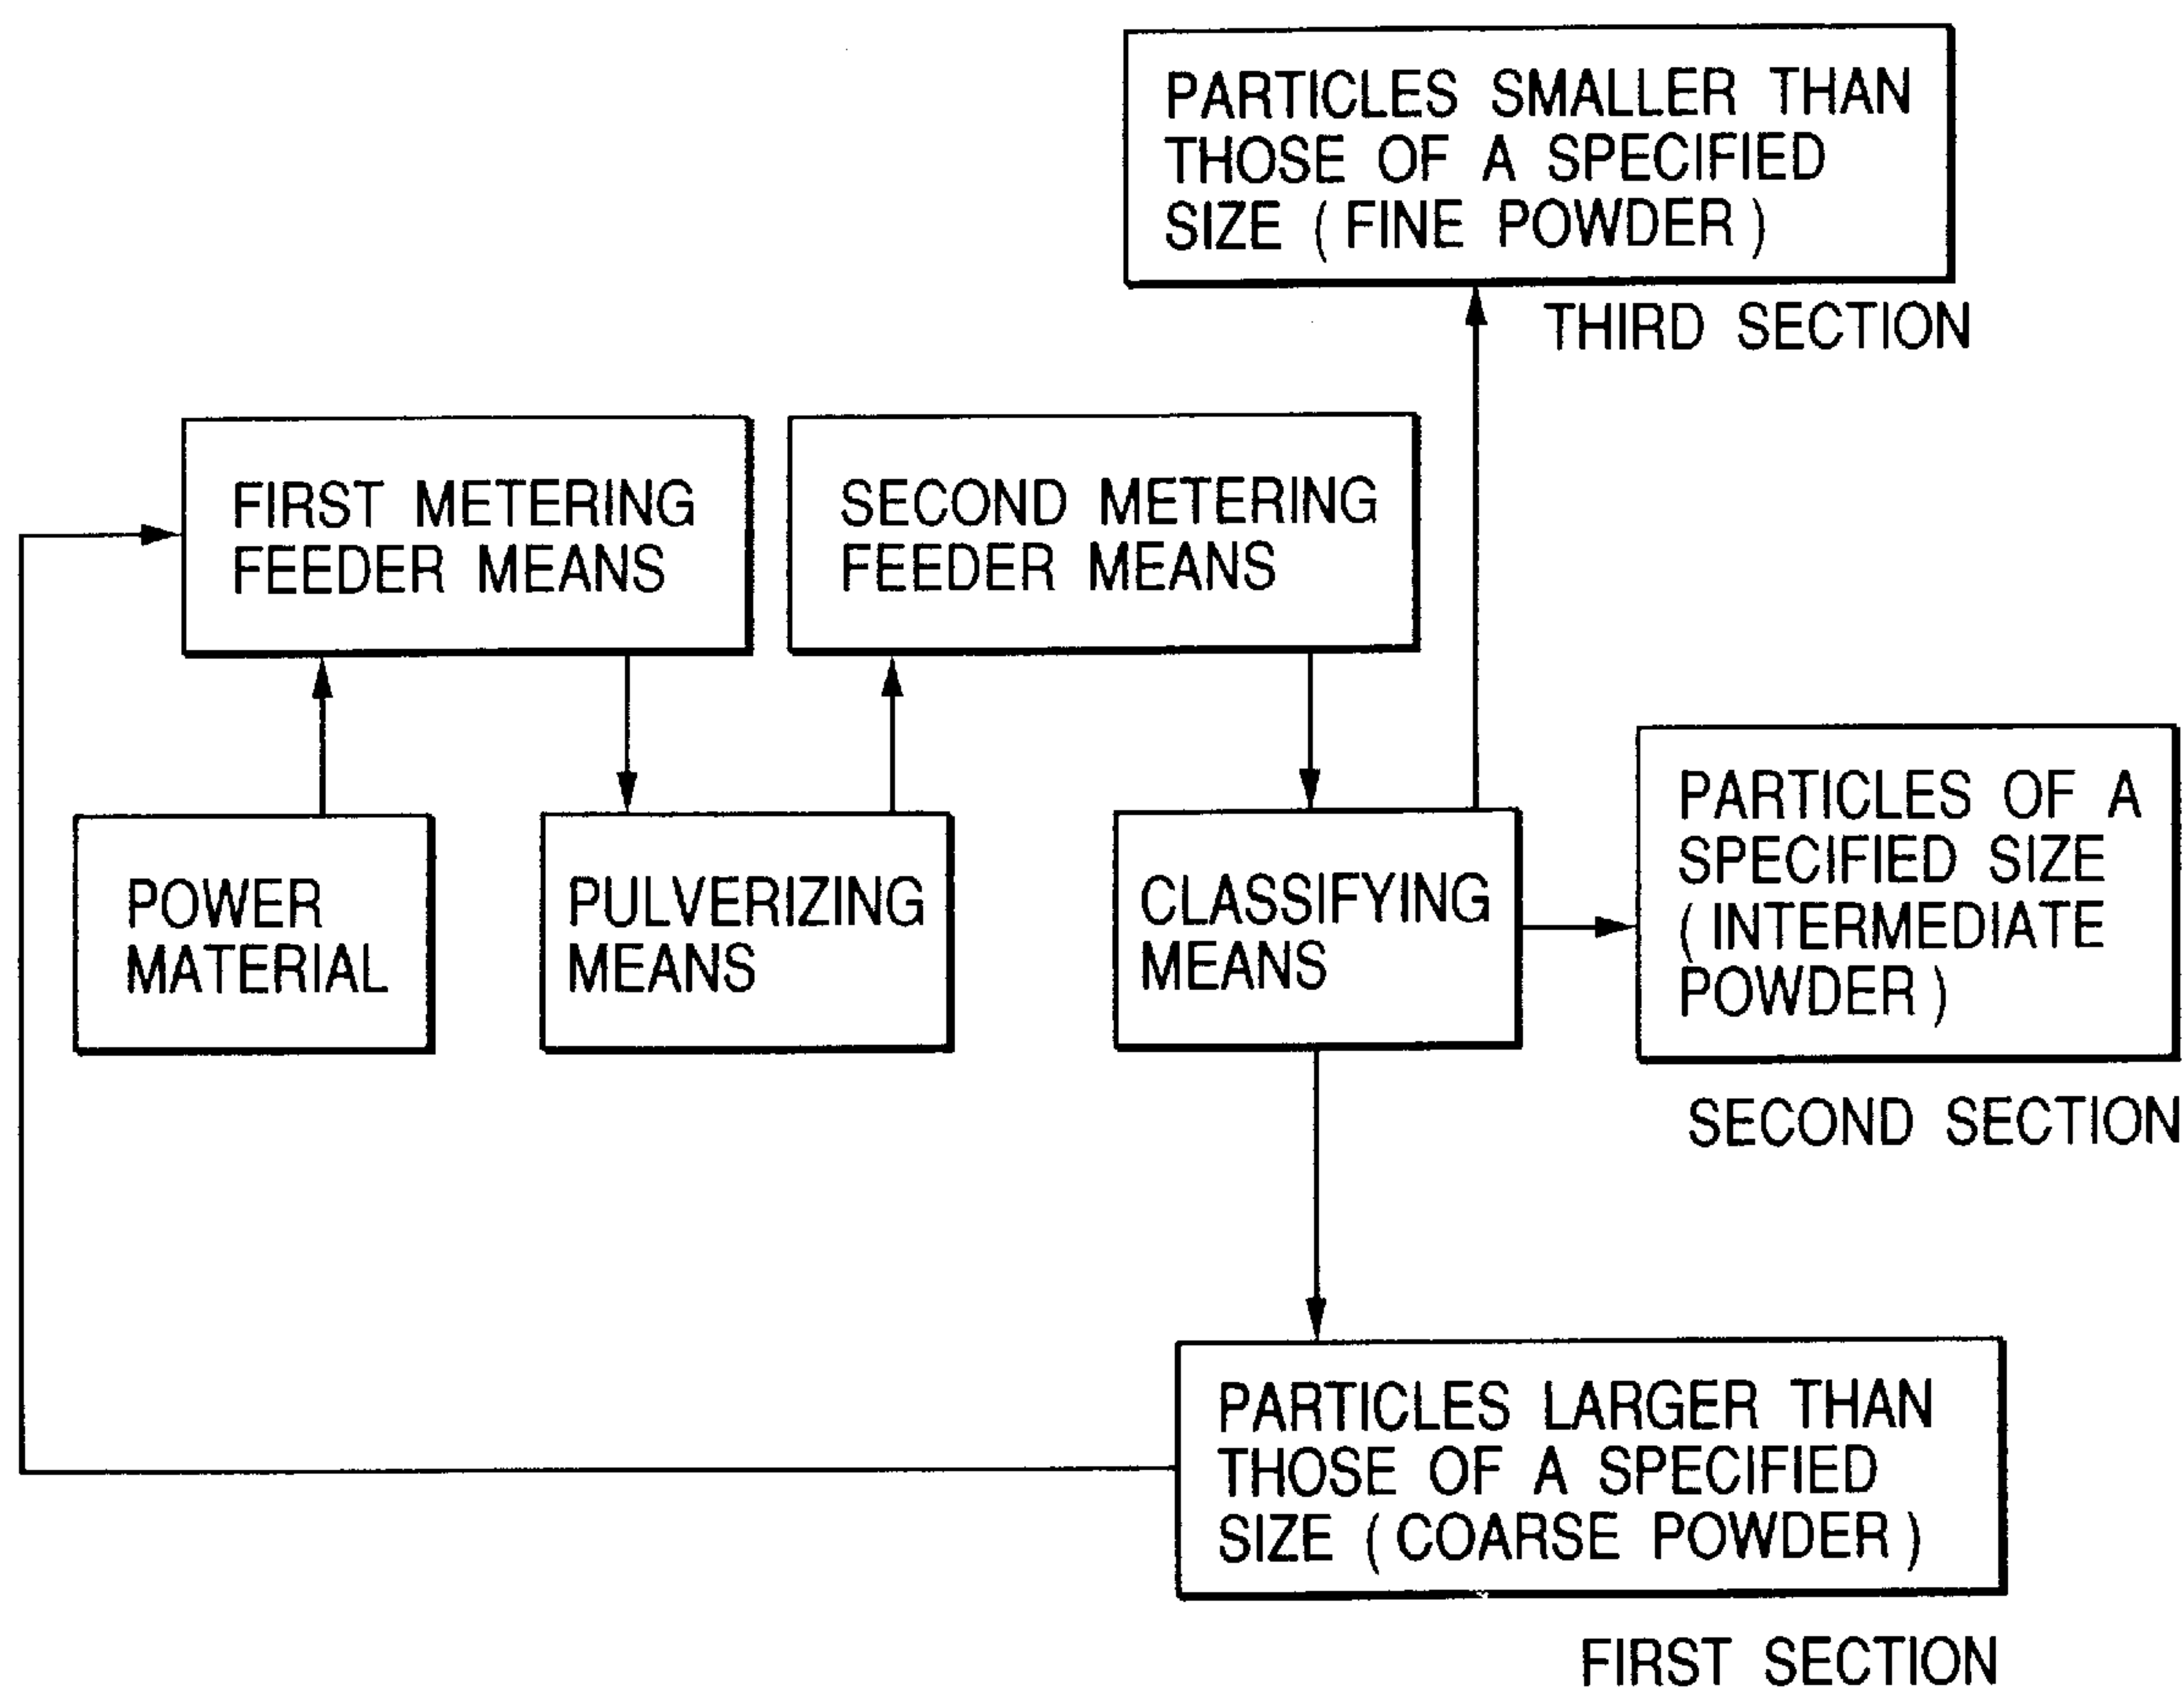 PARTICLES SMALLER THAN
THOSE OF A SPECIFIED
SIZE ( FINE POWDER )
THIRD SECTION
FIRST METERING
FEEDER MEANS
SECOND METERING
FEEDER MEANS
POWER
MATERIAL
PULVERIZING
MEANS
CLASSIFYING
MEANS
PARTICLES OF A
SPECIFIED SIZE
( INTERMEDIATE
POWDER )
SECOND SECTION
PARTICLES LARGER THAN
THOSE OF A SPECIFIED
SIZE ( COARSE POWDER )
FIRST SECTION